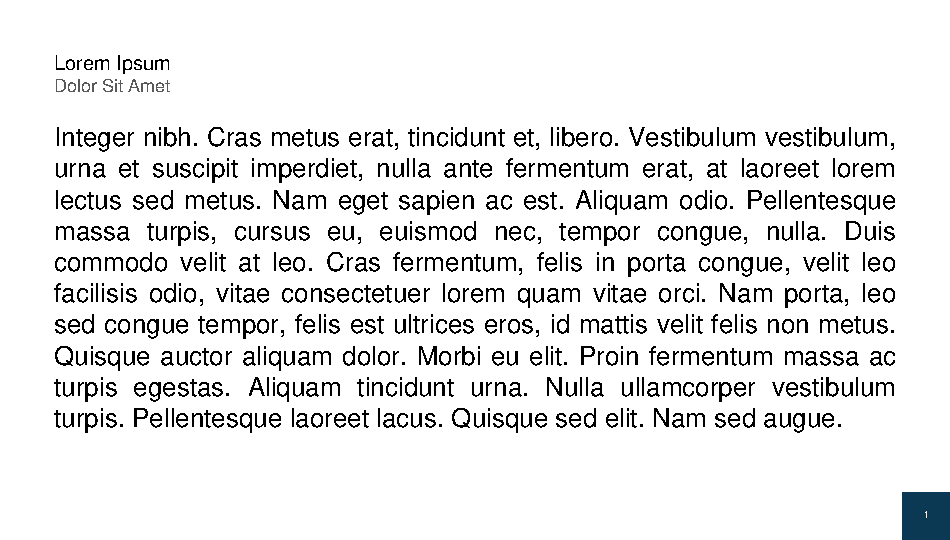 Lorem Ipsum
Dolor Sit Amet
Integer nibh. Cras metus erat, tincidunt et, libero. Vestibulum vestibulum,
urna et suscipit imperdiet, nulla ante fermentum erat, at laoreet lorem
lectus sed metus. Nam eget sapien ac est. Aliquam odio. Pellentesque
massa turpis, cursus eu, euismod nec, tempor congue, nulla. Duis
commodo velit at leo. Cras fermentum, felis in porta congue, velit leo
facilisis odio, vitae consectetuer lorem quam vitae orci. Nam porta, leo
sed congue tempor, felis est ultrices eros, id mattis velit felis non metus.
Quisque auctor aliquam dolor. Morbi eu elit. Proin fermentum massa ac
turpis egestas. Aliquam tincidunt urna. Nulla ullamcorper vestibulum
turpis. Pellentesque laoreet lacus. Quisque sed elit. Nam sed augue.
1